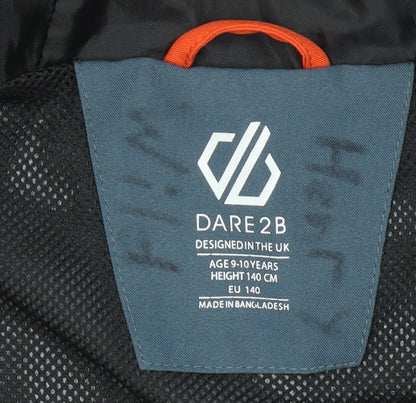 DARE 2B
DESIGNED IN THE UK
AGE 9-10 YEARS
HEIGHT 140 CM
EU 140
MADE IN BANGLADESH